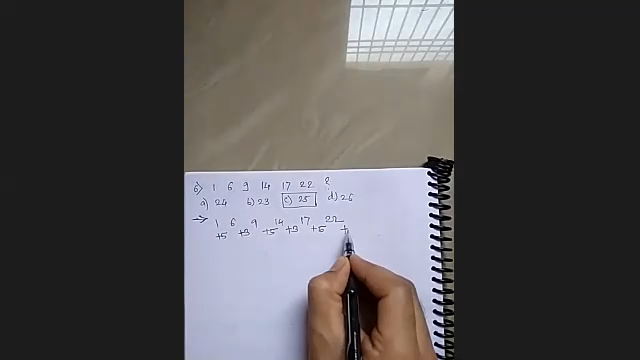 6) 1 6 9 14 17 22 ?
a) 24 b) 23 c) 25 d) 26
→ 1 6 9 14 17 22
+5 +3 +5 +3 +5 +